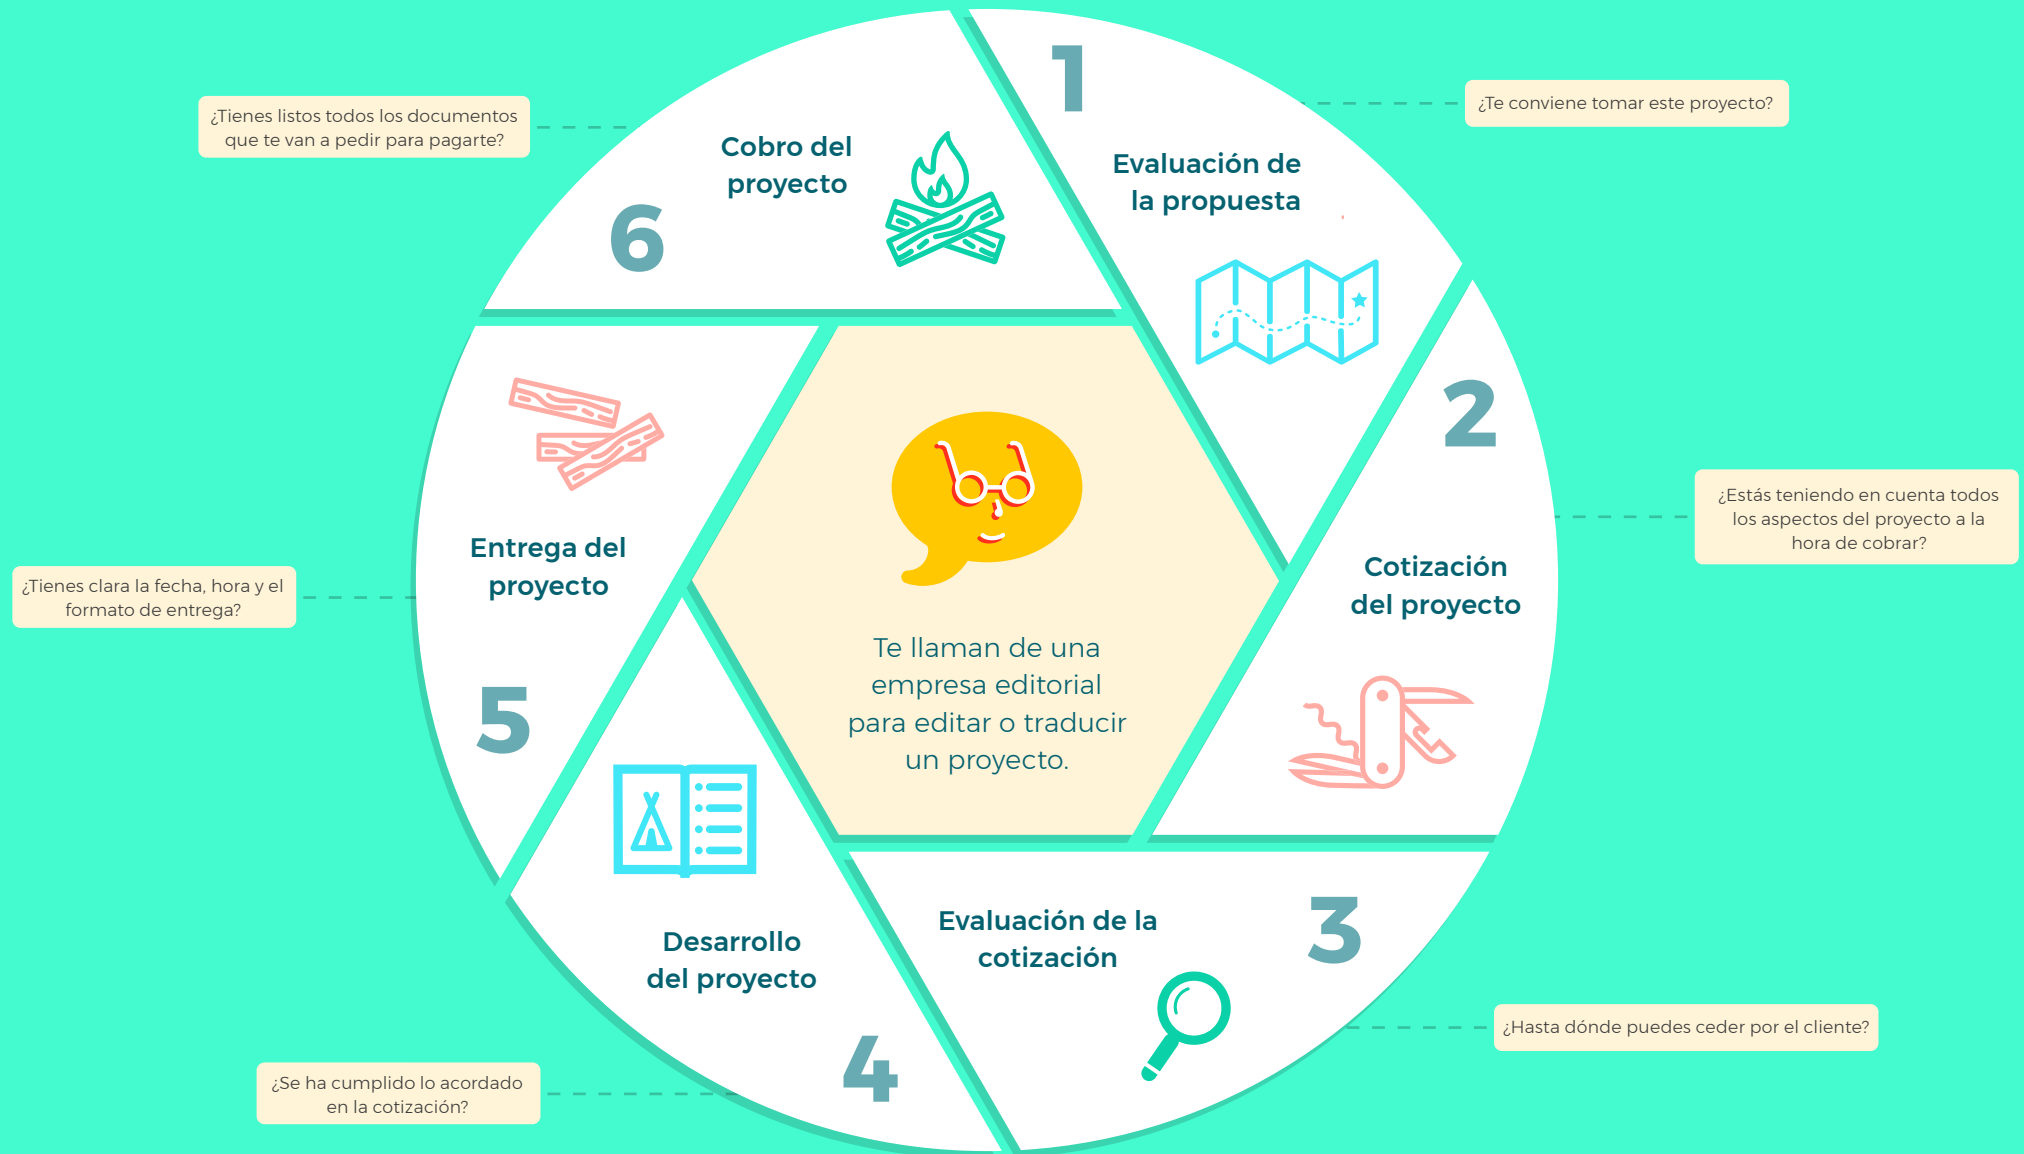 1
Evaluación de
la propuesta
¿Te conviene tomar este proyecto?
2
Cotización
del proyecto
¿Estás teniendo en cuenta todos
los aspectos del proyecto a la
hora de cobrar?
3
Evaluación de la
cotización
¿Hasta dónde puedes ceder por el cliente?
4
Desarrollo
del proyecto
¿Se ha cumplido lo acordado
en la cotización?
5
Entrega del
proyecto
¿Tienes clara la fecha, hora y el
formato de entrega?
6
Cobro del
proyecto
¿Tienes listos todos los documentos
que te van a pedir para pagarte?
Te llaman de una
empresa editorial
para editar o traducir
un proyecto.